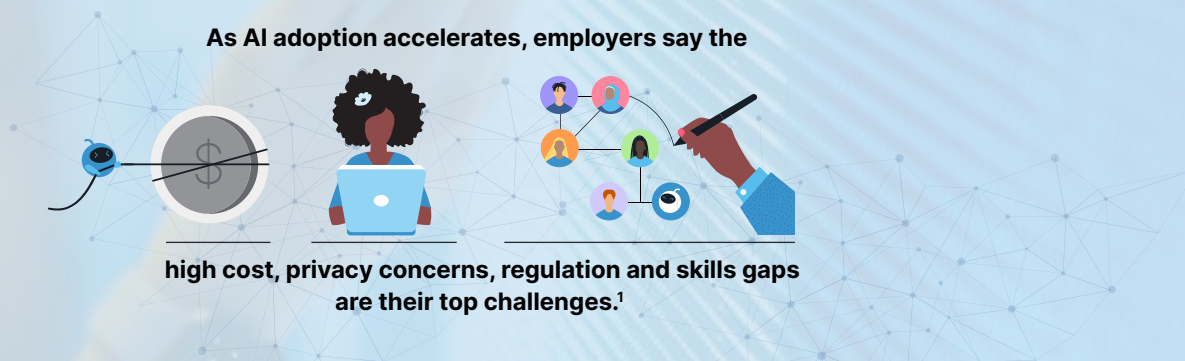 As AI adoption accelerates, employers say the
$
high cost, privacy concerns, regulation and skills gaps
are their top challenges.¹